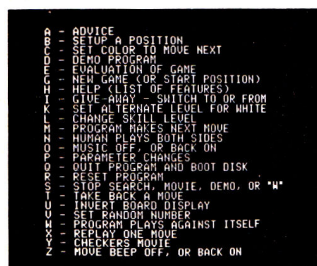 A - ADVICE
B - SETUP A POSITION
C - SET COLOR TO MOVE NEXT
D - DEMO PROGRAM
E - EVALUATION OF GAME
G - NEW GAME (OR START POSITION)
H - HELP (LIST OF FEATURES)
I - GIVE-AWAY - SWITCH TO OR FROM
K - SET ALTERNATE LEVEL FOR WHITE
L - CHANGE SKILL LEVEL
M - PROGRAM MAKES NEXT MOVE
N - HUMAN PLAYS BOTH SIDES
O - MUSIC OFF, OR BACK ON
P - PARAMETER CHANGES
Q - QUIT PROGRAM AND BOOT DISK
R - RESET PROGRAM
S - STOP SEARCH, MOVIE, DEMO, OR "W"
T - TAKE BACK A MOVE
U - INVERT BOARD DISPLAY
V - SET RANDOM NUMBER
W - PROGRAM PLAYS AGAINST ITSELF
X - REPLAY ONE MOVE
Y - CHECKERS MOVIE
Z - MOVE BEEP OFF, OR BACK ON